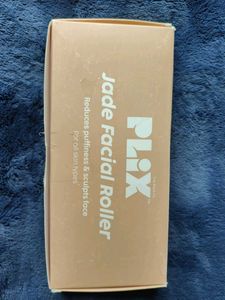 PLiX
Jade Facial Roller
Reduces puffiness & sculpts face
For all skin types